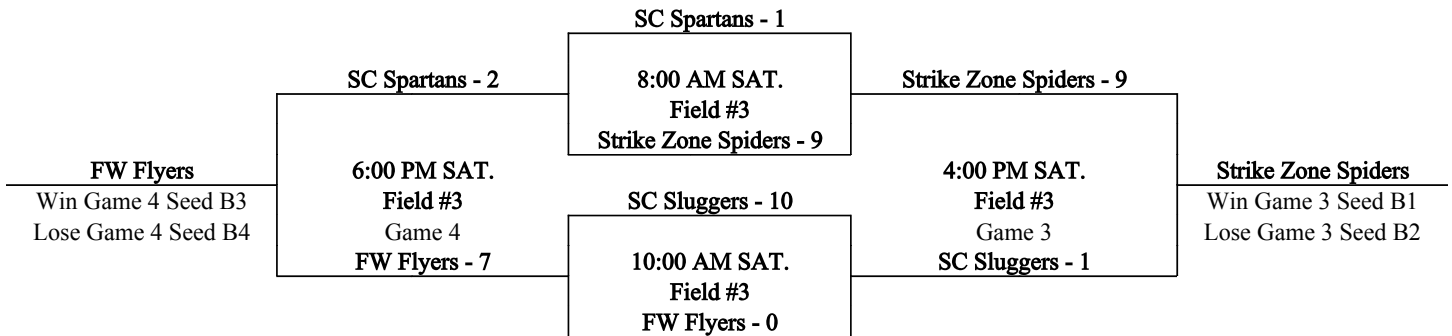 SC Spartans - 1
SC Spartans - 2
8:00 AM SAT.
Strike Zone Spiders - 9
Field #3
Strike Zone Spiders - 9
FW Flyers
6:00 PM SAT.
4:00 PM SAT.
Strike Zone Spiders
Win Game 4 Seed B3
Field #3
SC Sluggers - 10
Field #3
Win Game 3 Seed B1
Lose Game 4 Seed B4
Game 4
Game 3
Lose Game 3 Seed B2
FW Flyers - 7
10:00 AM SAT.
SC Sluggers - 1
Field #3
FW Flyers - 0